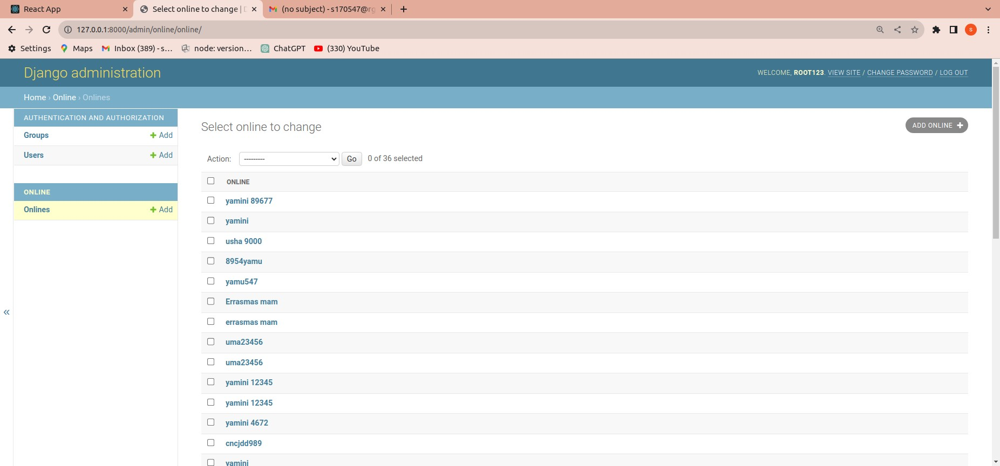 React App
Select online to change | D
(no subject) - s170547@rg
127.0.0.1:8000/admin/online/online/
S
Settings
Maps
Inbox (389) - s...
node: version...
ChatGPT
(330) YouTube
Django administration
WELCOME, ROOT123. VIEW SITE / CHANGE PASSWORD / LOG OUT
Home › Online › Onlines
AUTHENTICATION AND AUTHORIZATION
Groups + Add
Users + Add
ONLINE
Onlines + Add
«
Select online to change
ADD ONLINE +
Action: --------- Go 0 of 36 selected
ONLINE
yamini 89677
yamini
usha 9000
8954yamu
yamu547
Errasmas mam
errasmas mam
uma23456
uma23456
yamini 12345
yamini 12345
yamini 4672
cncjdd989
yamini